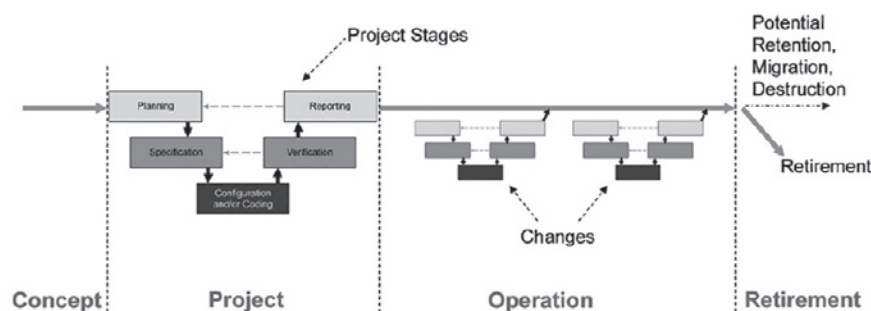 Project Stages
Potential
Retention,
Migration,
Destruction
Planning
Reporting
Specification
Verification
Configuration
and/or Coding
Retirement
Changes
Concept
Project
Operation
Retirement